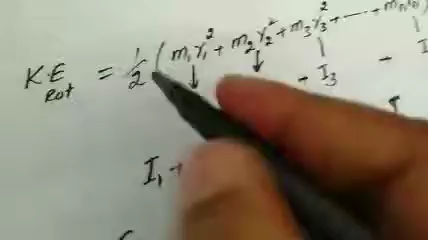 K.E Rot = 1/2 ( m₁r₁² + m₂r₂² + m₃r₃² + --- + mₙrₙ²
I₃
I₁ +